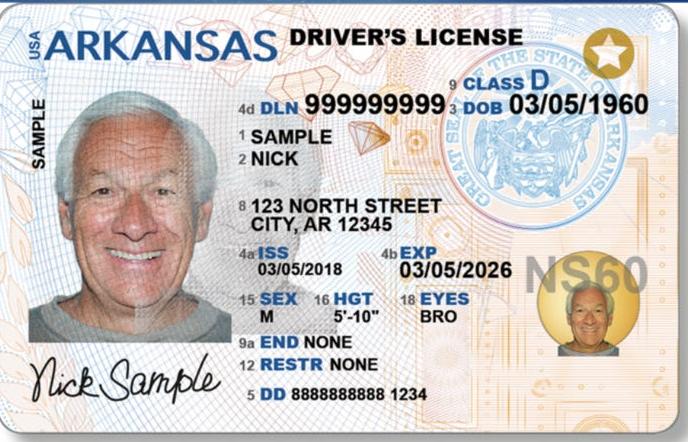 USA ARKANSAS DRIVER'S LICENSE
SAMPLE
9 CLASS D
4d DLN 999999999 3 DOB 03/05/1960
1 SAMPLE
2 NICK
8 123 NORTH STREET
CITY, AR 12345
4a ISS 4b EXP
03/05/2018 03/05/2026
NS60
15 SEX 16 HGT 18 EYES
M 5'-10" BRO
9a END NONE
12 RESTR NONE
5 DD 8888888888 1234
Nick Sample
GREAT SEAL OF THE STATE OF ARKANSAS